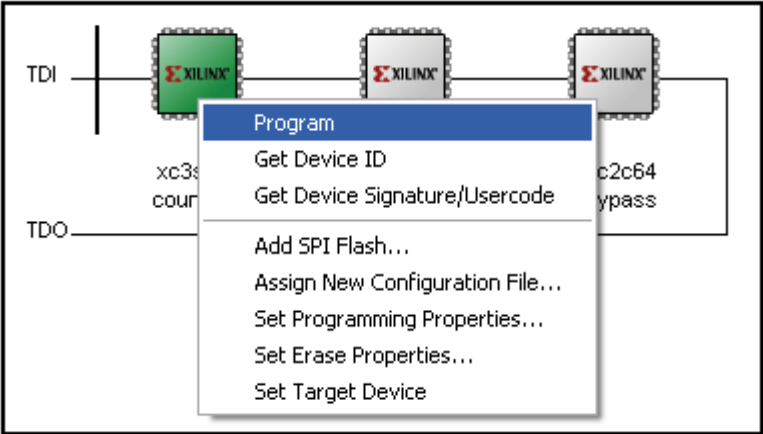 TDI
XILINX XILINX XILINX
Program
Get Device ID
xc3s c2c64
Get Device Signature/Usercode
cour ypass
TDO
Add SPI Flash...
Assign New Configuration File...
Set Programming Properties...
Set Erase Properties...
Set Target Device